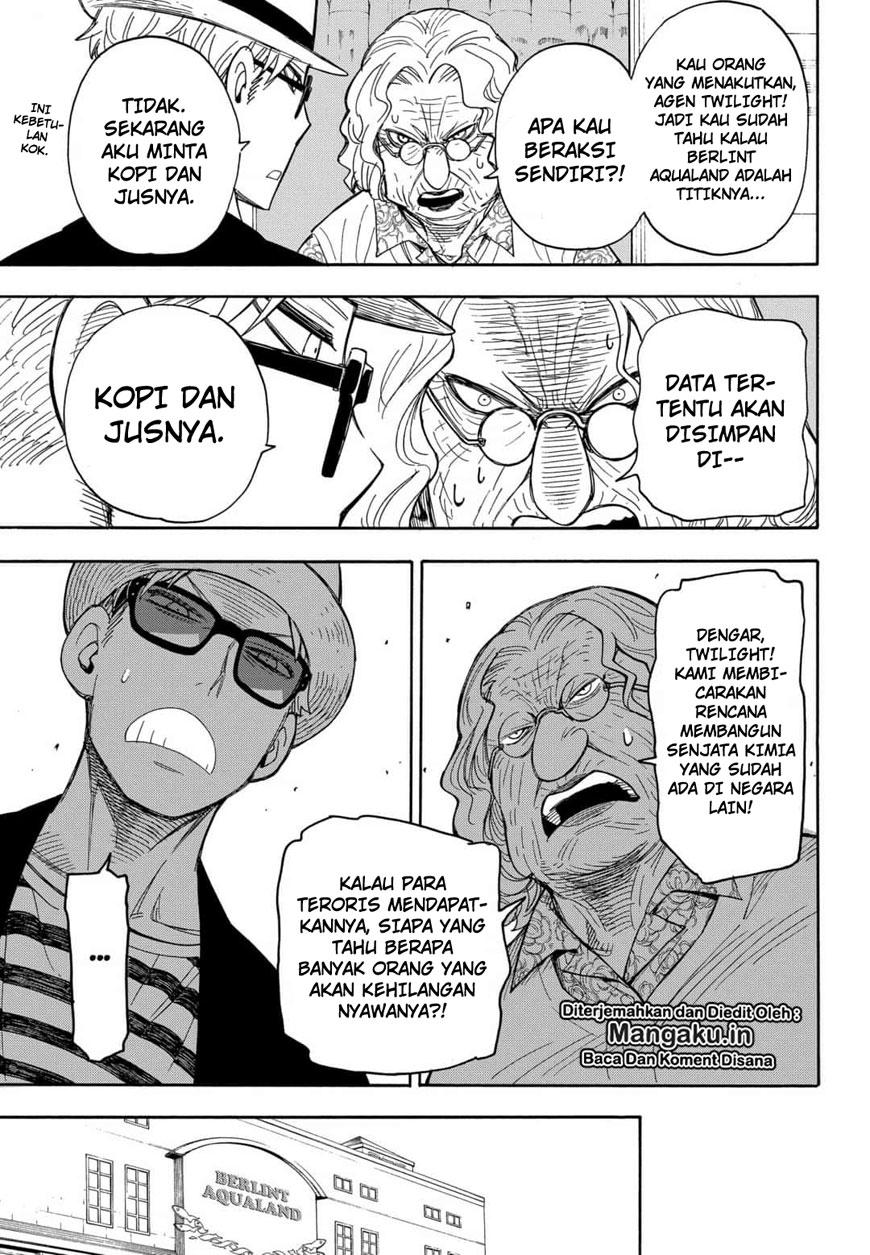 KAU ORANG
YANG MENAKUTKAN,
AGEN TWILIGHT!
JADI KAU SUDAH
TAHU KALAU
BERLINT
AQUALAND ADALAH
TITIKNYA...
APA KAU
BERAKSI
SENDIRI?!
TIDAK.
SEKARANG
AKU MINTA
KOPI DAN
JUSNYA.
INI
KEBETU-
LAN
KOK.
DATA TER-
TENTU AKAN
DISIMPAN
DI--
KOPI DAN
JUSNYA.
DENGAR,
TWILIGHT!
KAMI MEMBI-
CARAKAN
RENCANA
MEMBANGUN
SENJATA KIMIA
YANG SUDAH
ADA DI NEGARA
LAIN!
KALAU PARA
TERORIS MENDAPAT-
KANNYA, SIAPA YANG
TAHU BERAPA
BANYAK ORANG YANG
AKAN KEHILANGAN
NYAWANYA?!
...
Diterjemahkan dan Diedit Oleh:
Mangaku.in
Baca Dan Koment Disana
BERLINT
AQUALAND